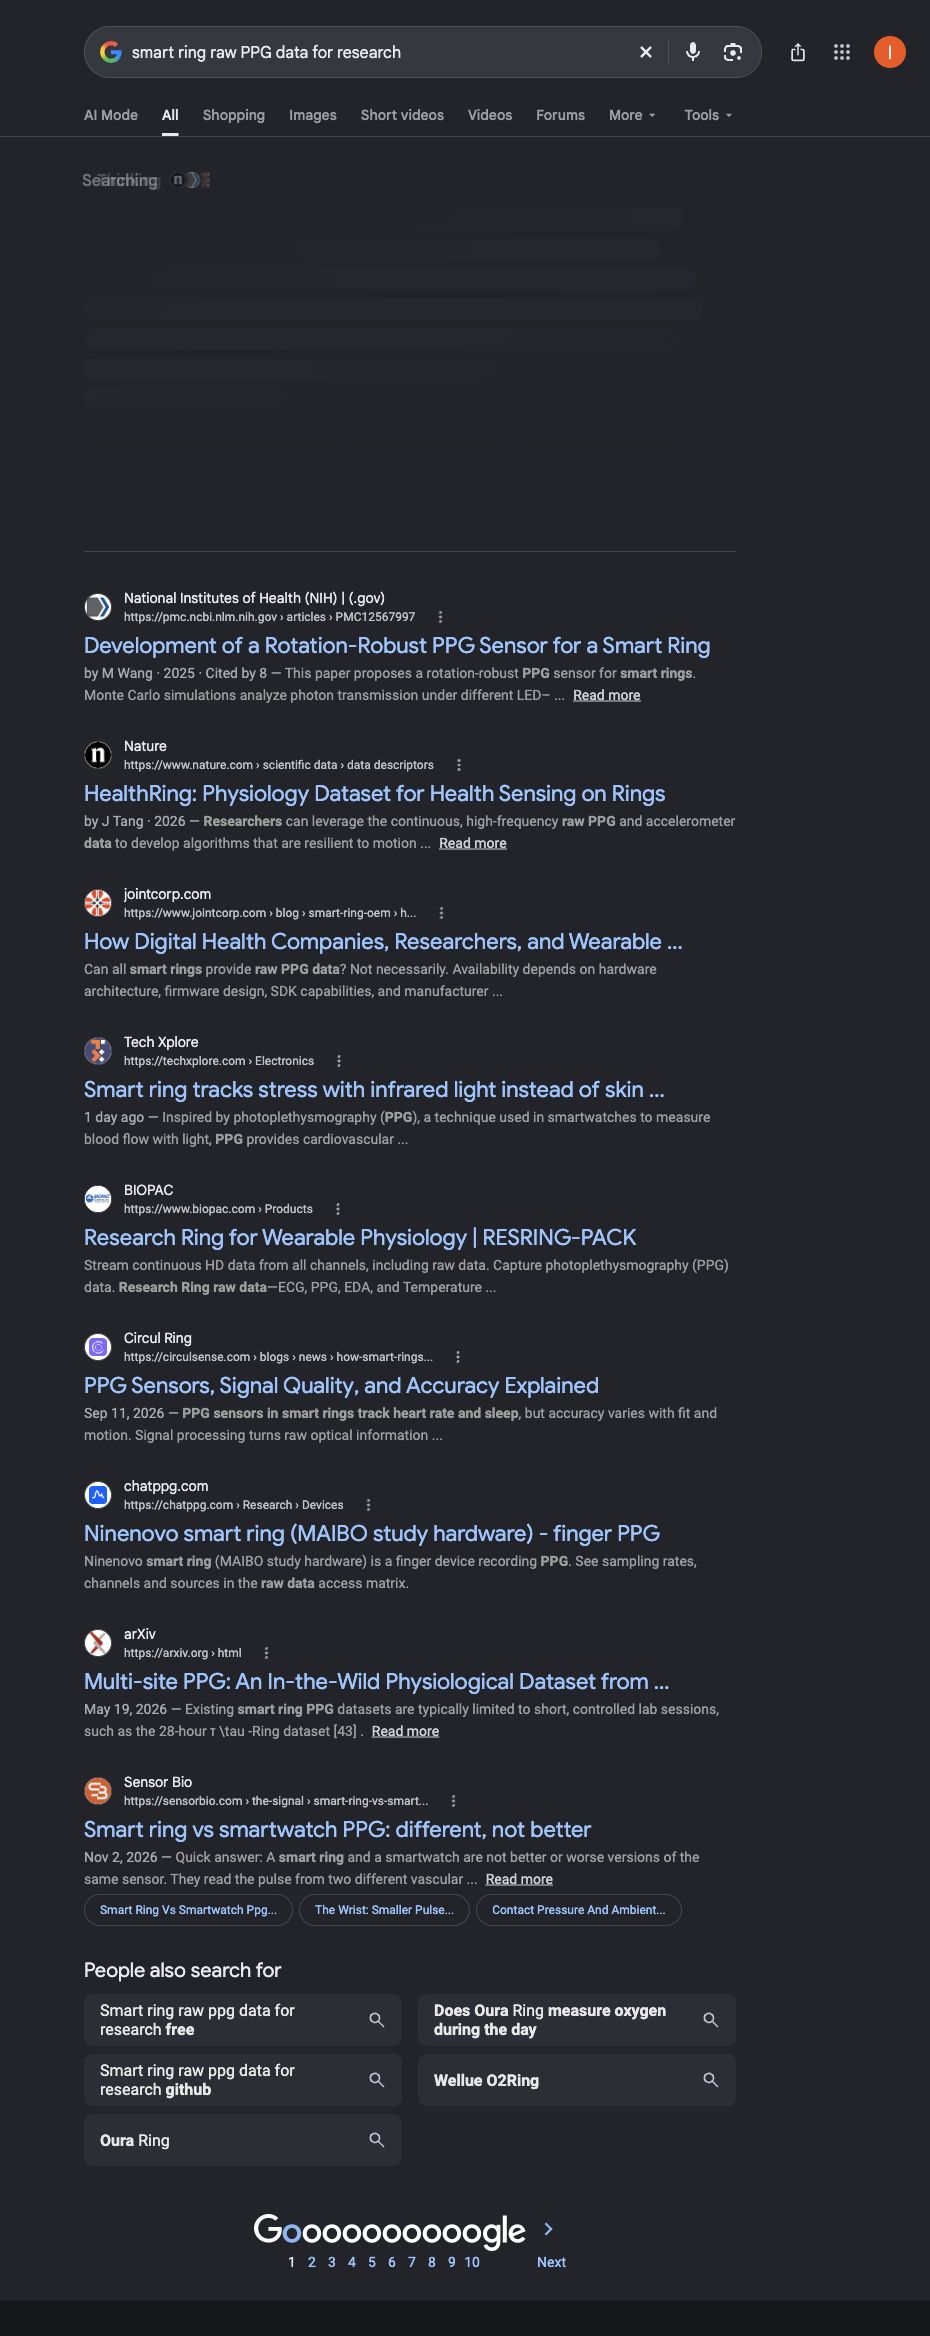 smart ring raw PPG data for research
I
AI Mode All Shopping Images Short videos Videos Forums More Tools
Searching
National Institutes of Health (NIH) | (.gov)
https://pmc.ncbi.nlm.nih.gov › articles › PMC12567997
Development of a Rotation-Robust PPG Sensor for a Smart Ring
by M Wang · 2025 · Cited by 8 — This paper proposes a rotation-robust PPG sensor for smart rings.
Monte Carlo simulations analyze photon transmission under different LED– ... Read more
Nature
https://www.nature.com › scientific data › data descriptors
HealthRing: Physiology Dataset for Health Sensing on Rings
by J Tang · 2026 — Researchers can leverage the continuous, high-frequency raw PPG and accelerometer
data to develop algorithms that are resilient to motion ... Read more
jointcorp.com
https://www.jointcorp.com › blog › smart-ring-oem › h...
How Digital Health Companies, Researchers, and Wearable ...
Can all smart rings provide raw PPG data? Not necessarily. Availability depends on hardware
architecture, firmware design, SDK capabilities, and manufacturer ...
Tech Xplore
https://techxplore.com › Electronics
Smart ring tracks stress with infrared light instead of skin ...
1 day ago — Inspired by photoplethysmography (PPG), a technique used in smartwatches to measure
blood flow with light, PPG provides cardiovascular ...
BIOPAC
https://www.biopac.com › Products
Research Ring for Wearable Physiology | RESRING-PACK
Stream continuous HD data from all channels, including raw data. Capture photoplethysmography (PPG)
data. Research Ring raw data—ECG, PPG, EDA, and Temperature ...
Circul Ring
https://circulsense.com › blogs › news › how-smart-rings...
PPG Sensors, Signal Quality, and Accuracy Explained
Sep 11, 2026 — PPG sensors in smart rings track heart rate and sleep, but accuracy varies with fit and
motion. Signal processing turns raw optical information ...
chatppg.com
https://chatppg.com › Research › Devices
Ninenovo smart ring (MAIBO study hardware) - finger PPG
Ninenovo smart ring (MAIBO study hardware) is a finger device recording PPG. See sampling rates,
channels and sources in the raw data access matrix.
arXiv
https://arxiv.org › html
Multi-site PPG: An In-the-Wild Physiological Dataset from ...
May 19, 2026 — Existing smart ring PPG datasets are typically limited to short, controlled lab sessions,
such as the 28-hour τ \tau -Ring dataset [43] . Read more
Sensor Bio
https://sensorbio.com › the-signal › smart-ring-vs-smart...
Smart ring vs smartwatch PPG: different, not better
Nov 2, 2026 — Quick answer: A smart ring and a smartwatch are not better or worse versions of the
same sensor. They read the pulse from two different vascular ... Read more
Smart Ring Vs Smartwatch Ppg... The Wrist: Smaller Pulse... Contact Pressure And Ambient...
People also search for
Smart ring raw ppg data for
research free
Does Oura Ring measure oxygen
during the day
Smart ring raw ppg data for
research github
Wellue O2Ring
Oura Ring
Goooooooooogle
1 2 3 4 5 6 7 8 9 10 Next